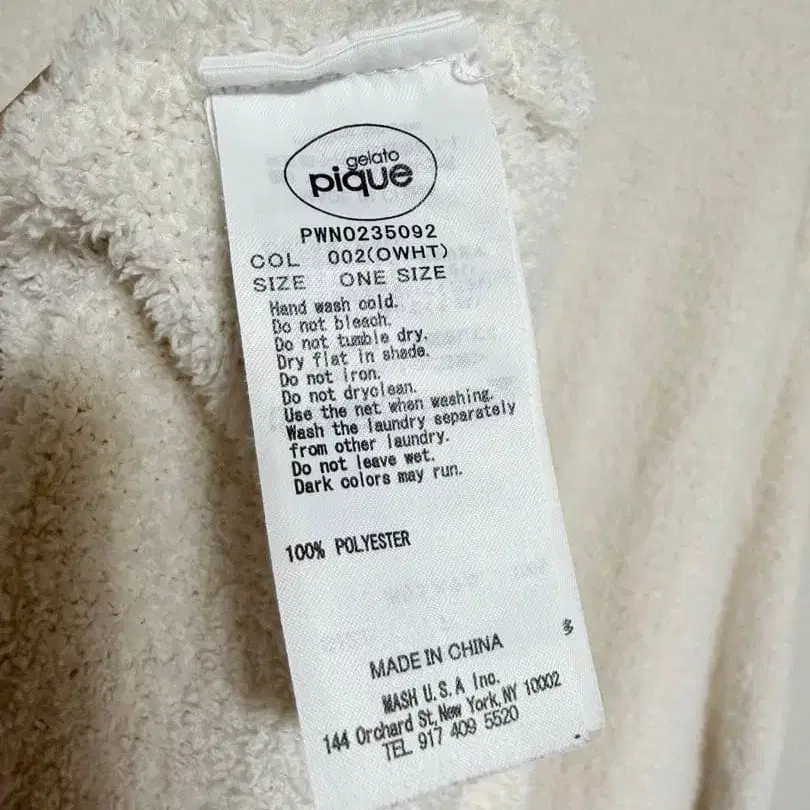 gelato
pique
PWNO235092
COL 002(OWHT)
SIZE ONE SIZE
Hand wash cold.
Do not bleach.
Do not tumble dry.
Dry flat in shade.
Do not iron.
Do not dryclean.
Use the net when washing.
Wash the laundry separately
from other laundry.
Do not leave wet.
Dark colors may run.
100% POLYESTER
多
MADE IN CHINA
MASH U.S.A Inc.
144 Orchard St, New York, NY 10002
TEL 917 409 5520